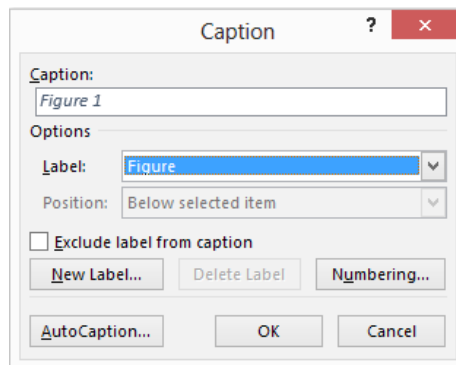 Caption ? ×
Caption:
Figure 1
Options
Label: Figure
Position: Below selected item
Exclude label from caption
New Label... Delete Label Numbering...
AutoCaption... OK Cancel